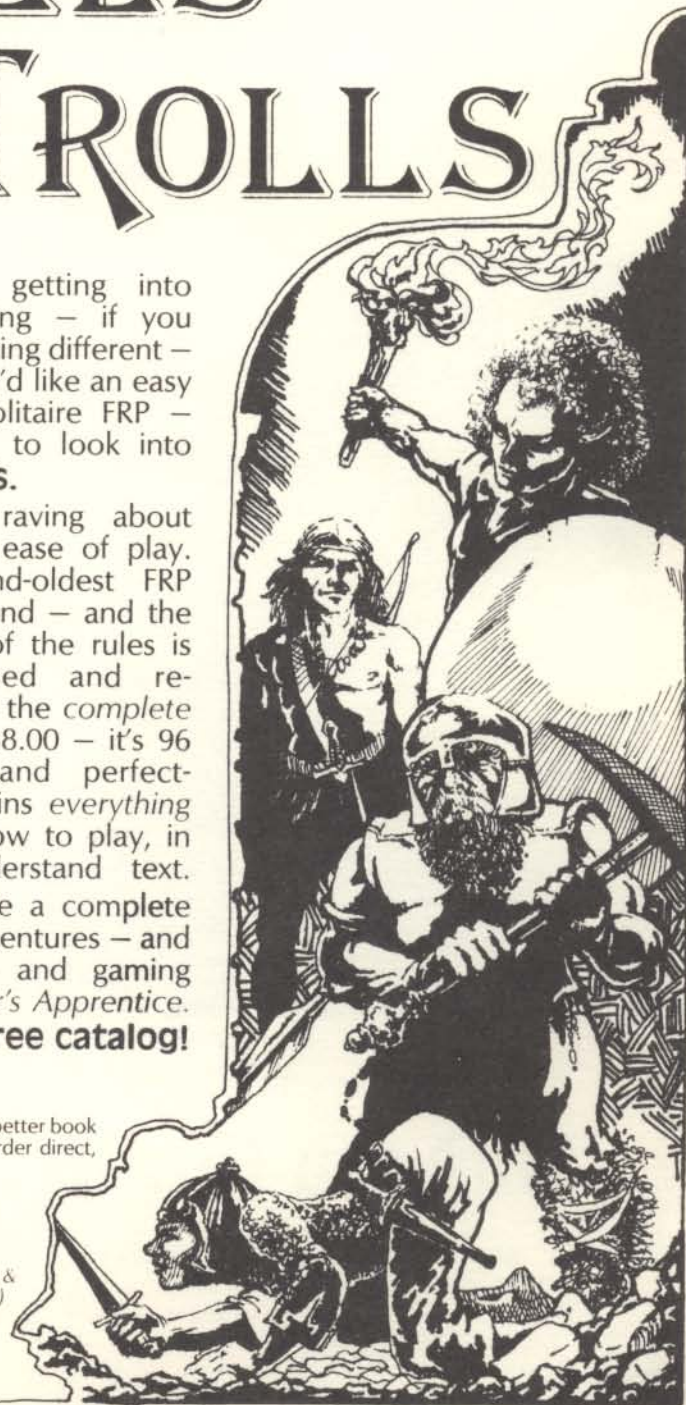 TROLLS
getting into
ng – if you
ing different –
'd like an easy
olitaire FRP –
to look into
s.
raving about
ease of play.
nd-oldest FRP
nd – and the
of the rules is
ed and re-
the complete
8.00 – it's 96
and perfect-
ins everything
ow to play, in
derstand text.
e a complete
entures – and
and gaming
r's Apprentice.
ree catalog!
better book
rder direct,
&
)